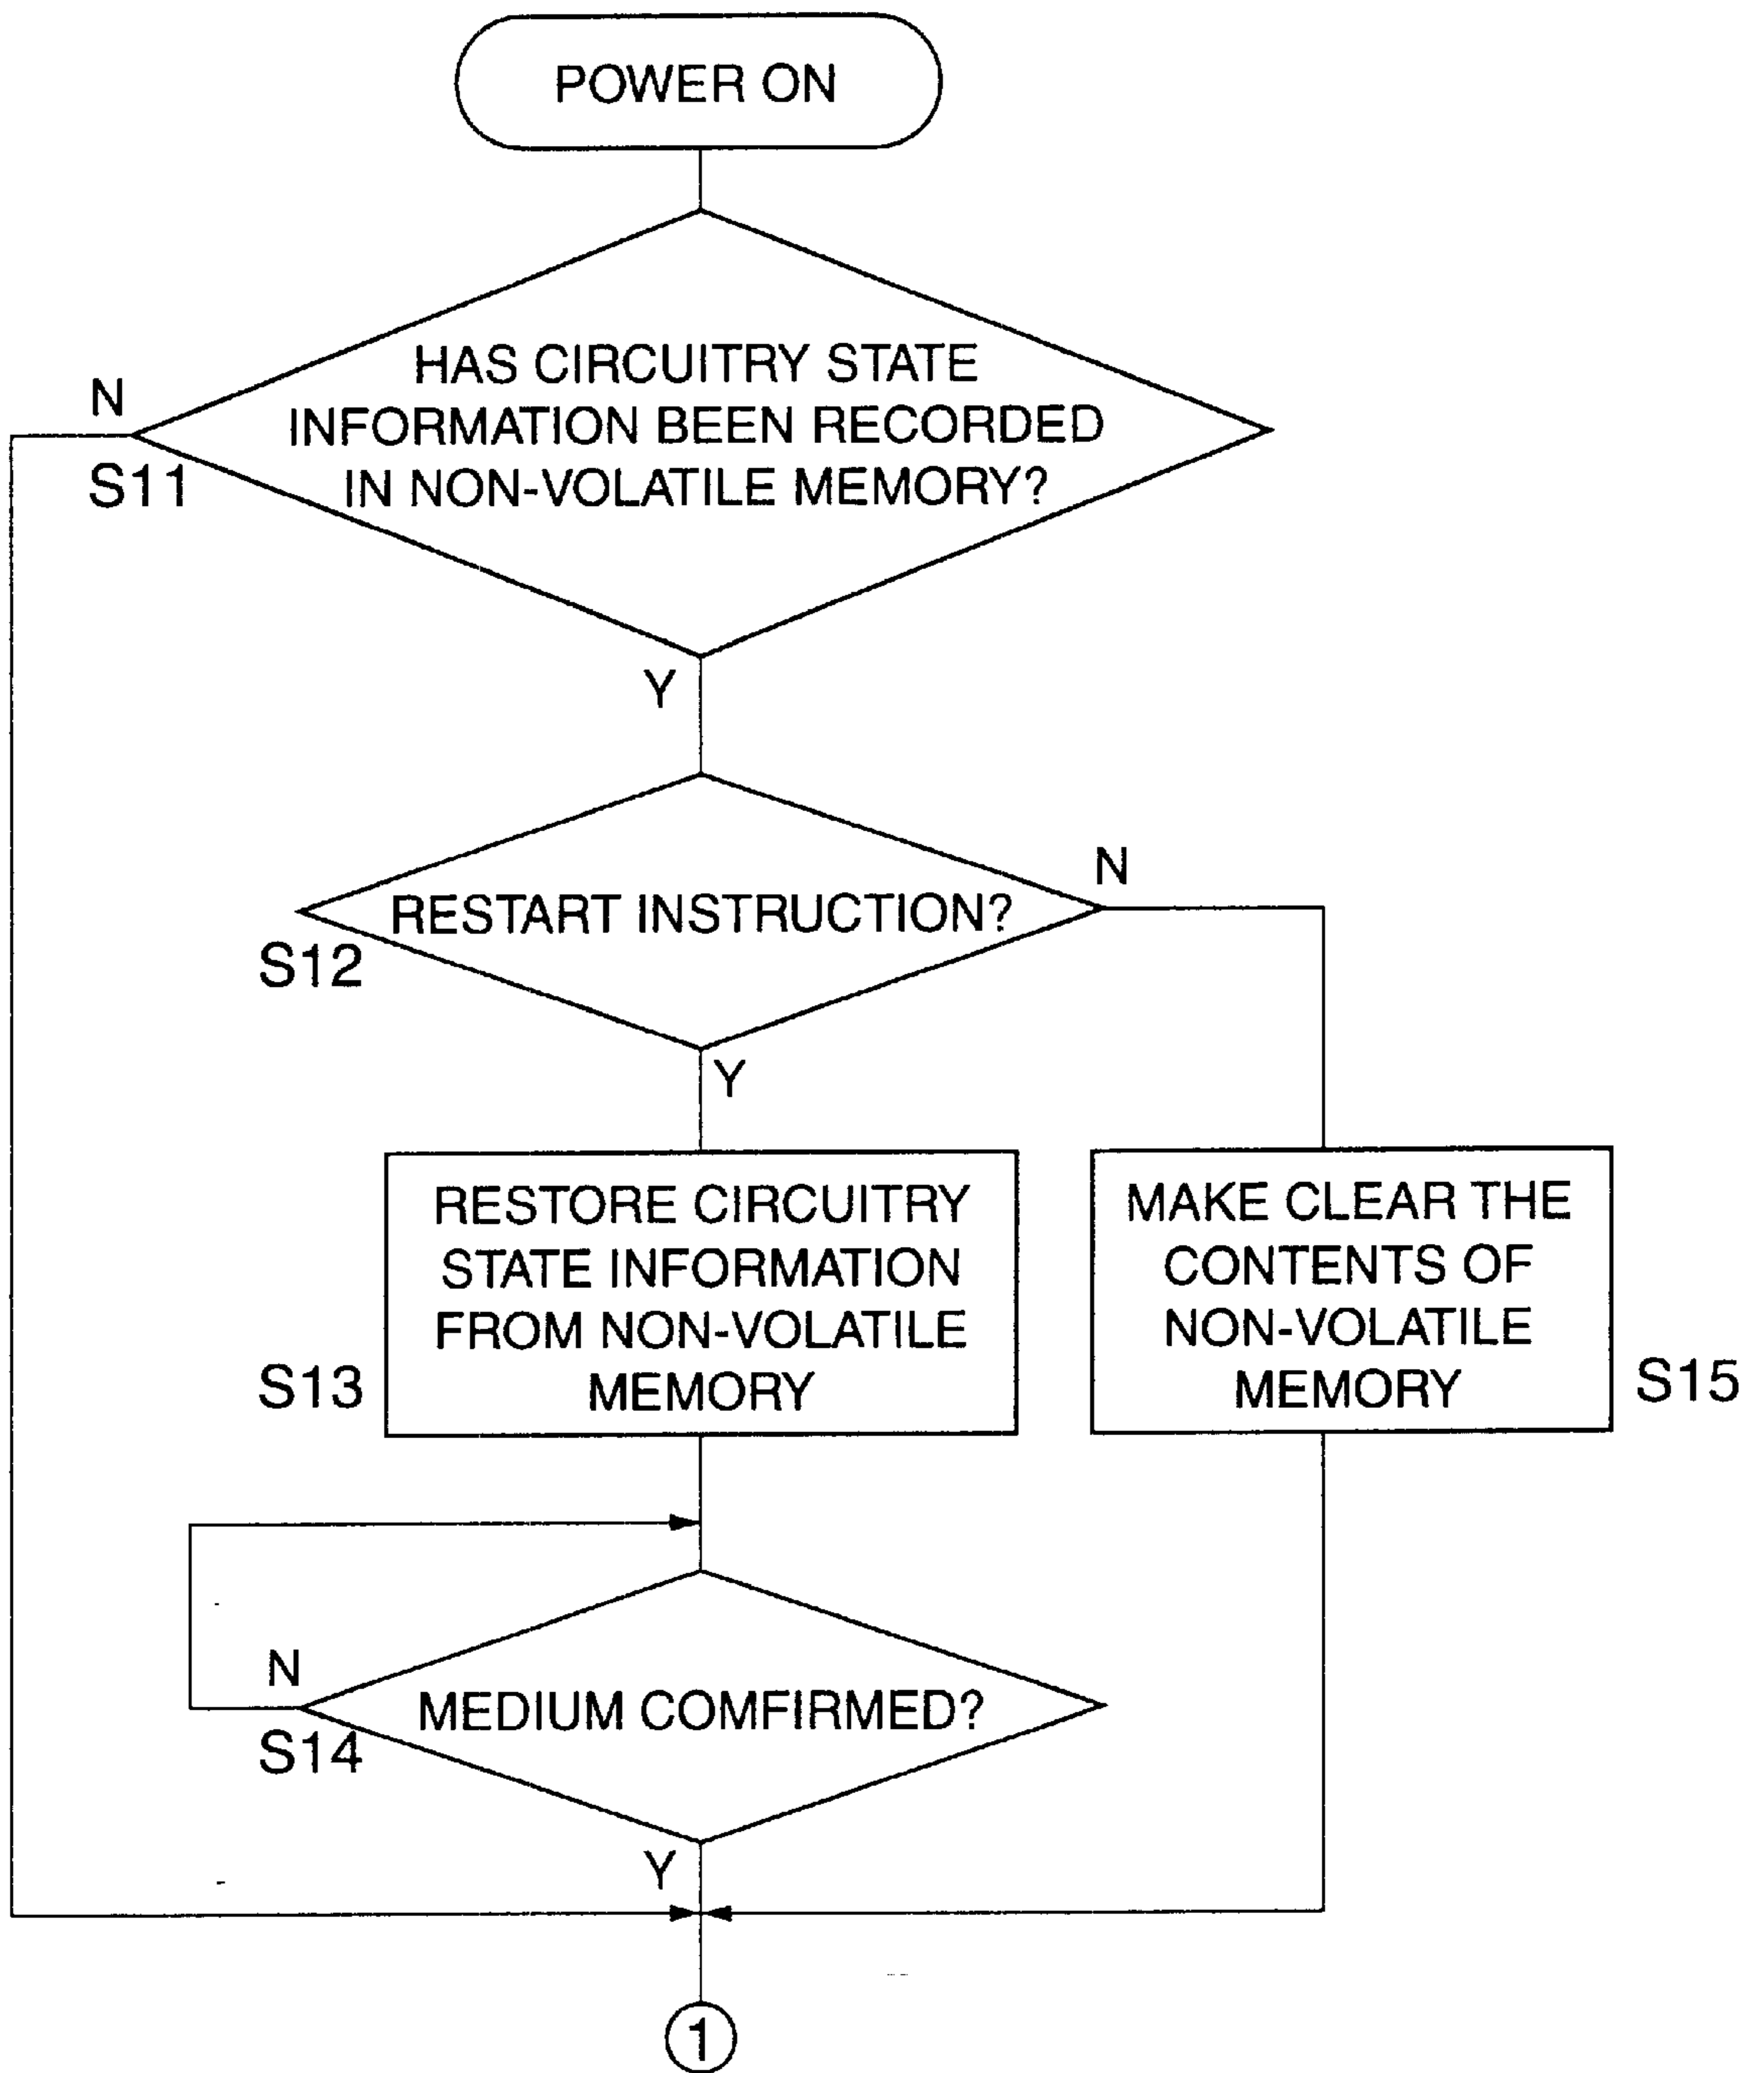 POWER ON
HAS CIRCUITRY STATE
INFORMATION BEEN RECORDED
IN NON-VOLATILE MEMORY?
N
S11
Y
RESTART INSTRUCTION?
N
S12
Y
RESTORE CIRCUITRY
STATE INFORMATION
FROM NON-VOLATILE
MEMORY
S13
MAKE CLEAR THE
CONTENTS OF
NON-VOLATILE
MEMORY
S15
N
MEDIUM COMFIRMED?
S14
Y
1